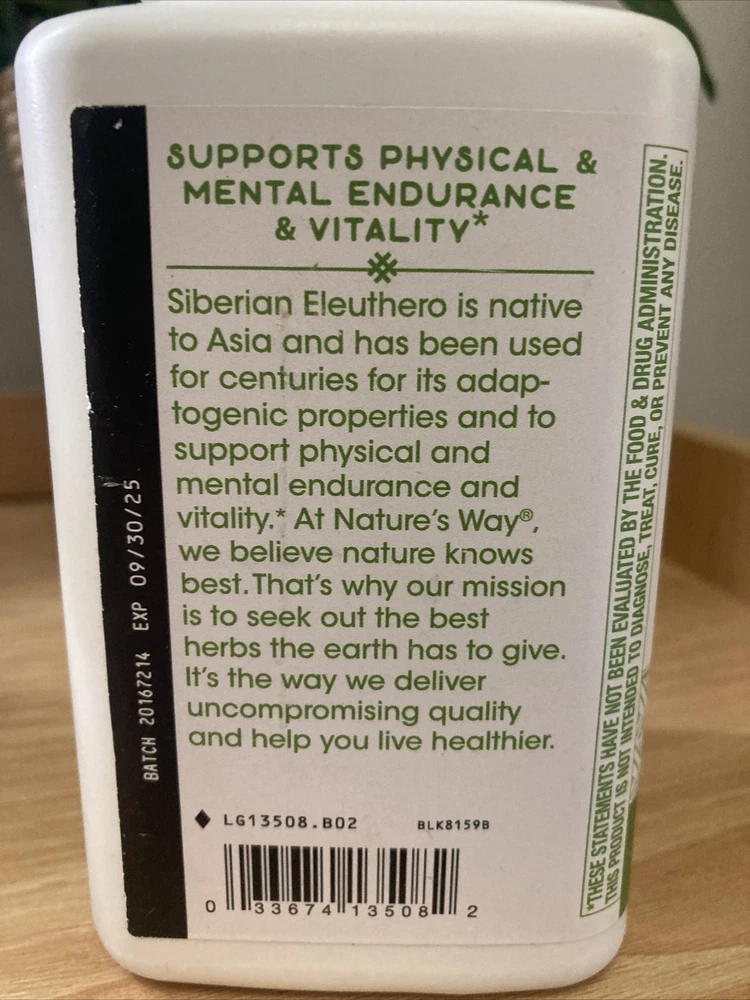 SUPPORTS PHYSICAL &
MENTAL ENDURANCE
& VITALITY*
Siberian Eleuthero is native
to Asia and has been used
for centuries for its adap-
togenic properties and to
support physical and
mental endurance and
vitality.* At Nature's Way®,
we believe nature knows
best. That's why our mission
is to seek out the best
herbs the earth has to give.
It's the way we deliver
uncompromising quality
and help you live healthier.
LG13508.B02 BLK8159B
0 33674 13508 2
BATCH 20167214 EXP 09/30/25
*THESE STATEMENTS HAVE NOT BEEN EVALUATED BY THE FOOD & DRUG ADMINISTRATION.
THIS PRODUCT IS NOT INTENDED TO DIAGNOSE, TREAT, CURE, OR PREVENT ANY DISEASE.